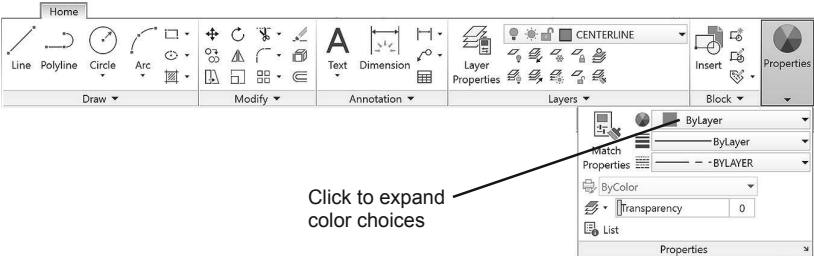 Home
CENTERLINE
Line Polyline Circle Arc
Text Dimension
Layer
Properties
Insert
Properties
Draw Modify Annotation Layers Block
ByLayer
Match
Properties
ByLayer
BYLAYER
ByColor
Transparency 0
List
Properties
Click to expand
color choices